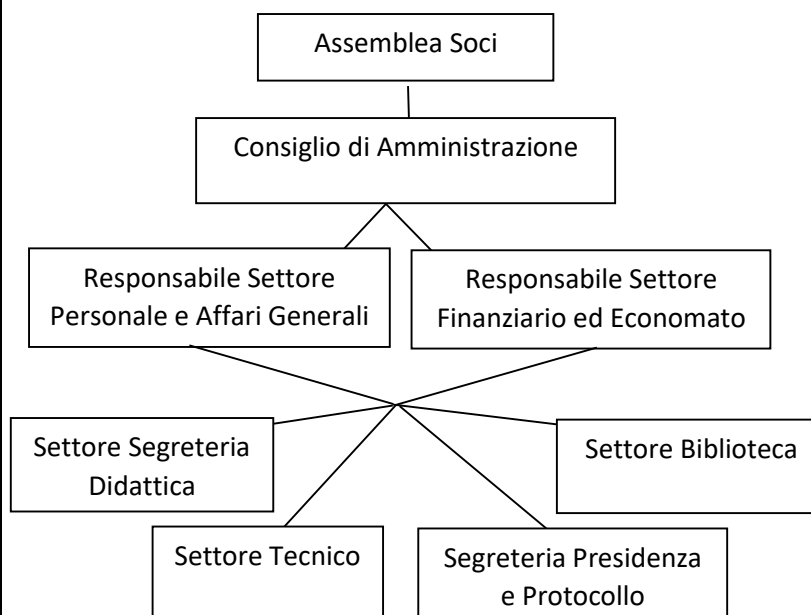 Assemblea Soci
Consiglio di Amministrazione
Responsabile Settore
Personale e Affari Generali
Responsabile Settore
Finanziario ed Economato
Settore Segreteria
Didattica
Settore Biblioteca
Settore Tecnico
Segreteria Presidenza
e Protocollo